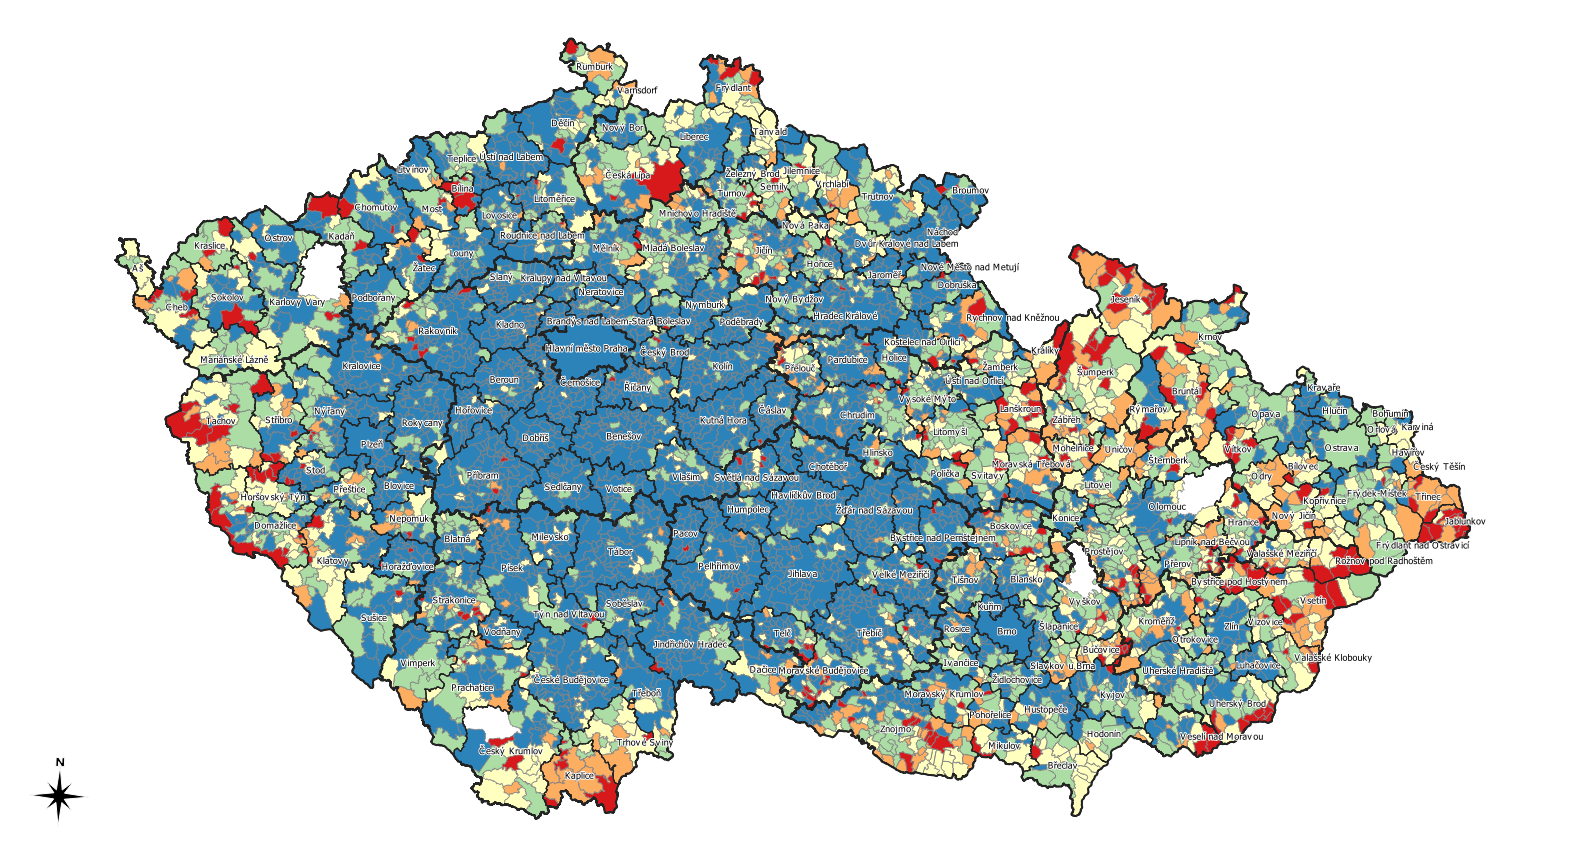 Rumburk
Varnsdorf
Frýdlant
Děčín
Nový Bor
Liberec
Tanvald
Teplice
Ústí nad Labem
Litvínov
Česká Lípa
Železný Brod
Jilemnice
Semily
Vrchlabí
Bílina
Turnov
Trutnov
Broumov
Litoměřice
Chomutov
Most
Lovosice
Mnichovo Hradiště
Nová Paka
Náchod
Ostrov
Kadaň
Roudnice nad Labem
Kraslice
Mělník
Mladá Boleslav
Jičín
Dvůr Králové nad Labem
Louny
Aš
Žatec
Hořice
Nové Město nad Metují
Jaroměř
Slaný
Kralupy nad Vltavou
Dobruška
Neratovice
Sokolov
Karlovy Vary
Podbořany
Nový Bydžov
Jeseník
Cheb
Nymburk
Hradec Králové
Rychnov nad Kněžnou
Kladno
Brandýs nad Labem-Stará Boleslav
Poděbrady
Rakovník
Krnov
Hlavní město Praha
Český Brod
Kostelec nad Orlicí
Králíky
Mariánské Lázně
Kralovice
Kolín
Přelouč
Pardubice
Holice
Žamberk
Šumperk
Beroun
Černošice
Říčany
Ústí nad Orlicí
Kravaře
Bruntál
Vysoké Mýto
Hořovice
Nýřany
Čáslav
Chrudim
Lanškroun
Rýmařov
Opava
Hlučín
Bohumín
Tachov
Stříbro
Rokycany
Kutná Hora
Zábřeh
Orlová
Karviná
Dobříš
Benešov
Litomyšl
Plzeň
Hlinsko
Mohelnice
Uničov
Vítkov
Ostrava
Havířov
Stod
Příbram
Vlašim
Světlá nad Sázavou
Chotěboř
Polička
Svitavy
Moravská Třebová
Šternberk
Odry
Bílovec
Český Těšín
Horšovský Týn
Přeštice
Blovice
Sedlčany
Votice
Havlíčkův Brod
Litovel
Frýdek-Místek
Třinec
Humpolec
Žďár nad Sázavou
Olomouc
Kopřivnice
Domažlice
Nepomuk
Konice
Hranice
Nový Jičín
Jablunkov
Blatná
Milevsko
Pacov
Bystřice nad Pernštejnem
Boskovice
Lipník nad Bečvou
Frýdlant nad Ostravicí
Klatovy
Tábor
Prostějov
Valašské Meziříčí
Horažďovice
Písek
Pelhřimov
Jihlava
Velké Meziříčí
Tišnov
Blansko
Přerov
Rožnov pod Radhoštěm
Bystřice pod Hostýnem
Strakonice
Soběslav
Kuřim
Vyškov
Vsetín
Sušice
Týn nad Vltavou
Kroměříž
Zlín
Vizovice
Vodňany
Telč
Třebíč
Rosice
Brno
Šlapanice
Otrokovice
Jindřichův Hradec
Bučovice
Valašské Klobouky
Vimperk
Dačice
Moravské Budějovice
Ivančice
Slavkov u Brna
Uherské Hradiště
Luhačovice
České Budějovice
Židlochovice
Prachatice
Třeboň
Moravský Krumlov
Kyjov
Uherský Brod
Pohořelice
Hustopeče
Znojmo
Hodonín
Veselí nad Moravou
Český Krumlov
Trhové Sviny
Mikulov
Břeclav
Kaplice
N